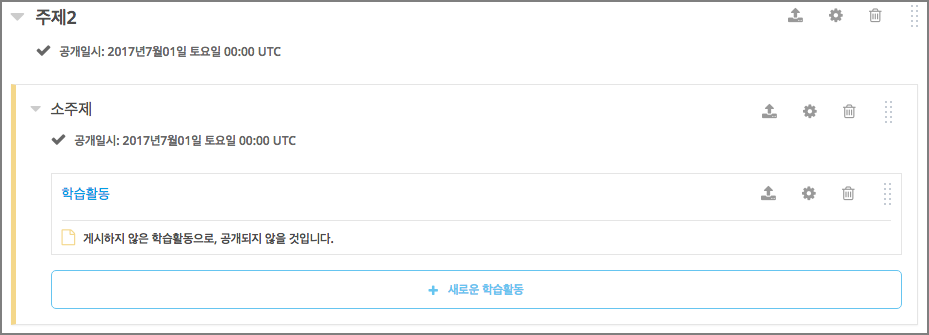 주제2
공개일시: 2017년7월01일 토요일 00:00 UTC
소주제
공개일시: 2017년7월01일 토요일 00:00 UTC
학습활동
게시하지 않은 학습활동으로, 공개되지 않을 것입니다.
+ 새로운 학습활동